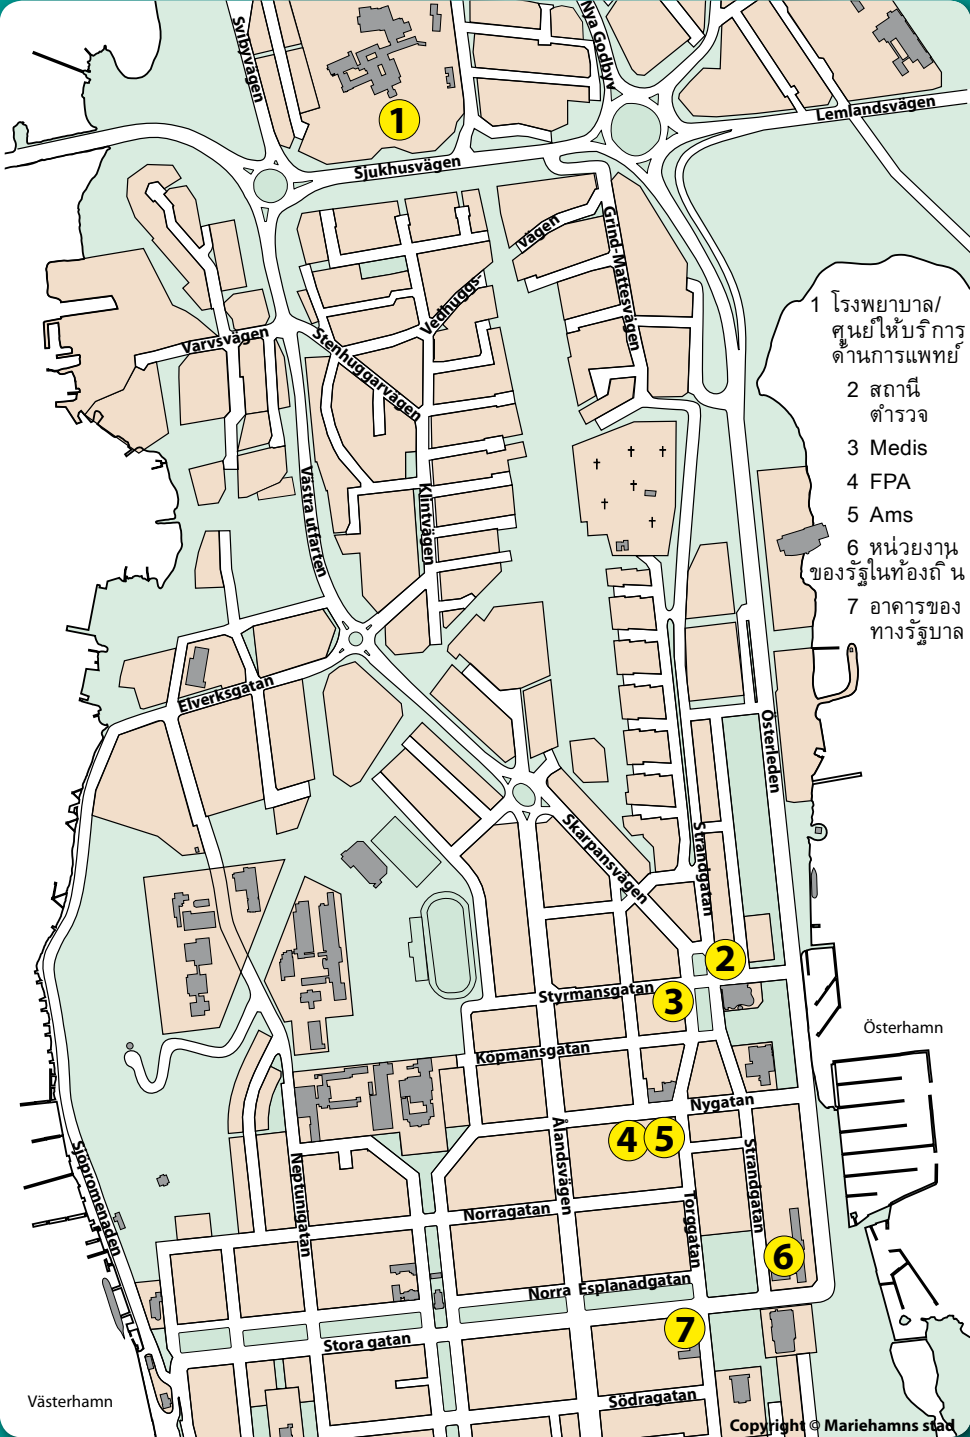 Svibyvägen
Nya Godbyv
1
Lemlandsvägen
Sjukhusvägen
vägen
Grind-Mattesvägen
Vedhuggs-
Varvsvägen
Stenhuggarvägen
1 โรงพยาบาล/
ศูนย์ให้บริการ
ด้านการแพทย์
2 สถานี
ตำรวจ
3 Medis
4 FPA
5 Ams
6 หน่วยงาน
ของรัฐในท้องถิ่น
7 อาคารของ
ทางรัฐบาล
Västra utfarten
Klintvägen
Elverksgatan
Österleden
Skarpansvägen
Strandgatan
2
Styrmansgatan
3
Österhamn
Köpmansgatan
Nygatan
4
5
Ålandsvägen
Sjöpromenaden
Neptunigatan
Strandgatan
Torggatan
Norragatan
6
Norra Esplanadgatan
7
Stora gatan
Södragatan
Västerhamn
Copyright © Mariehamns stad